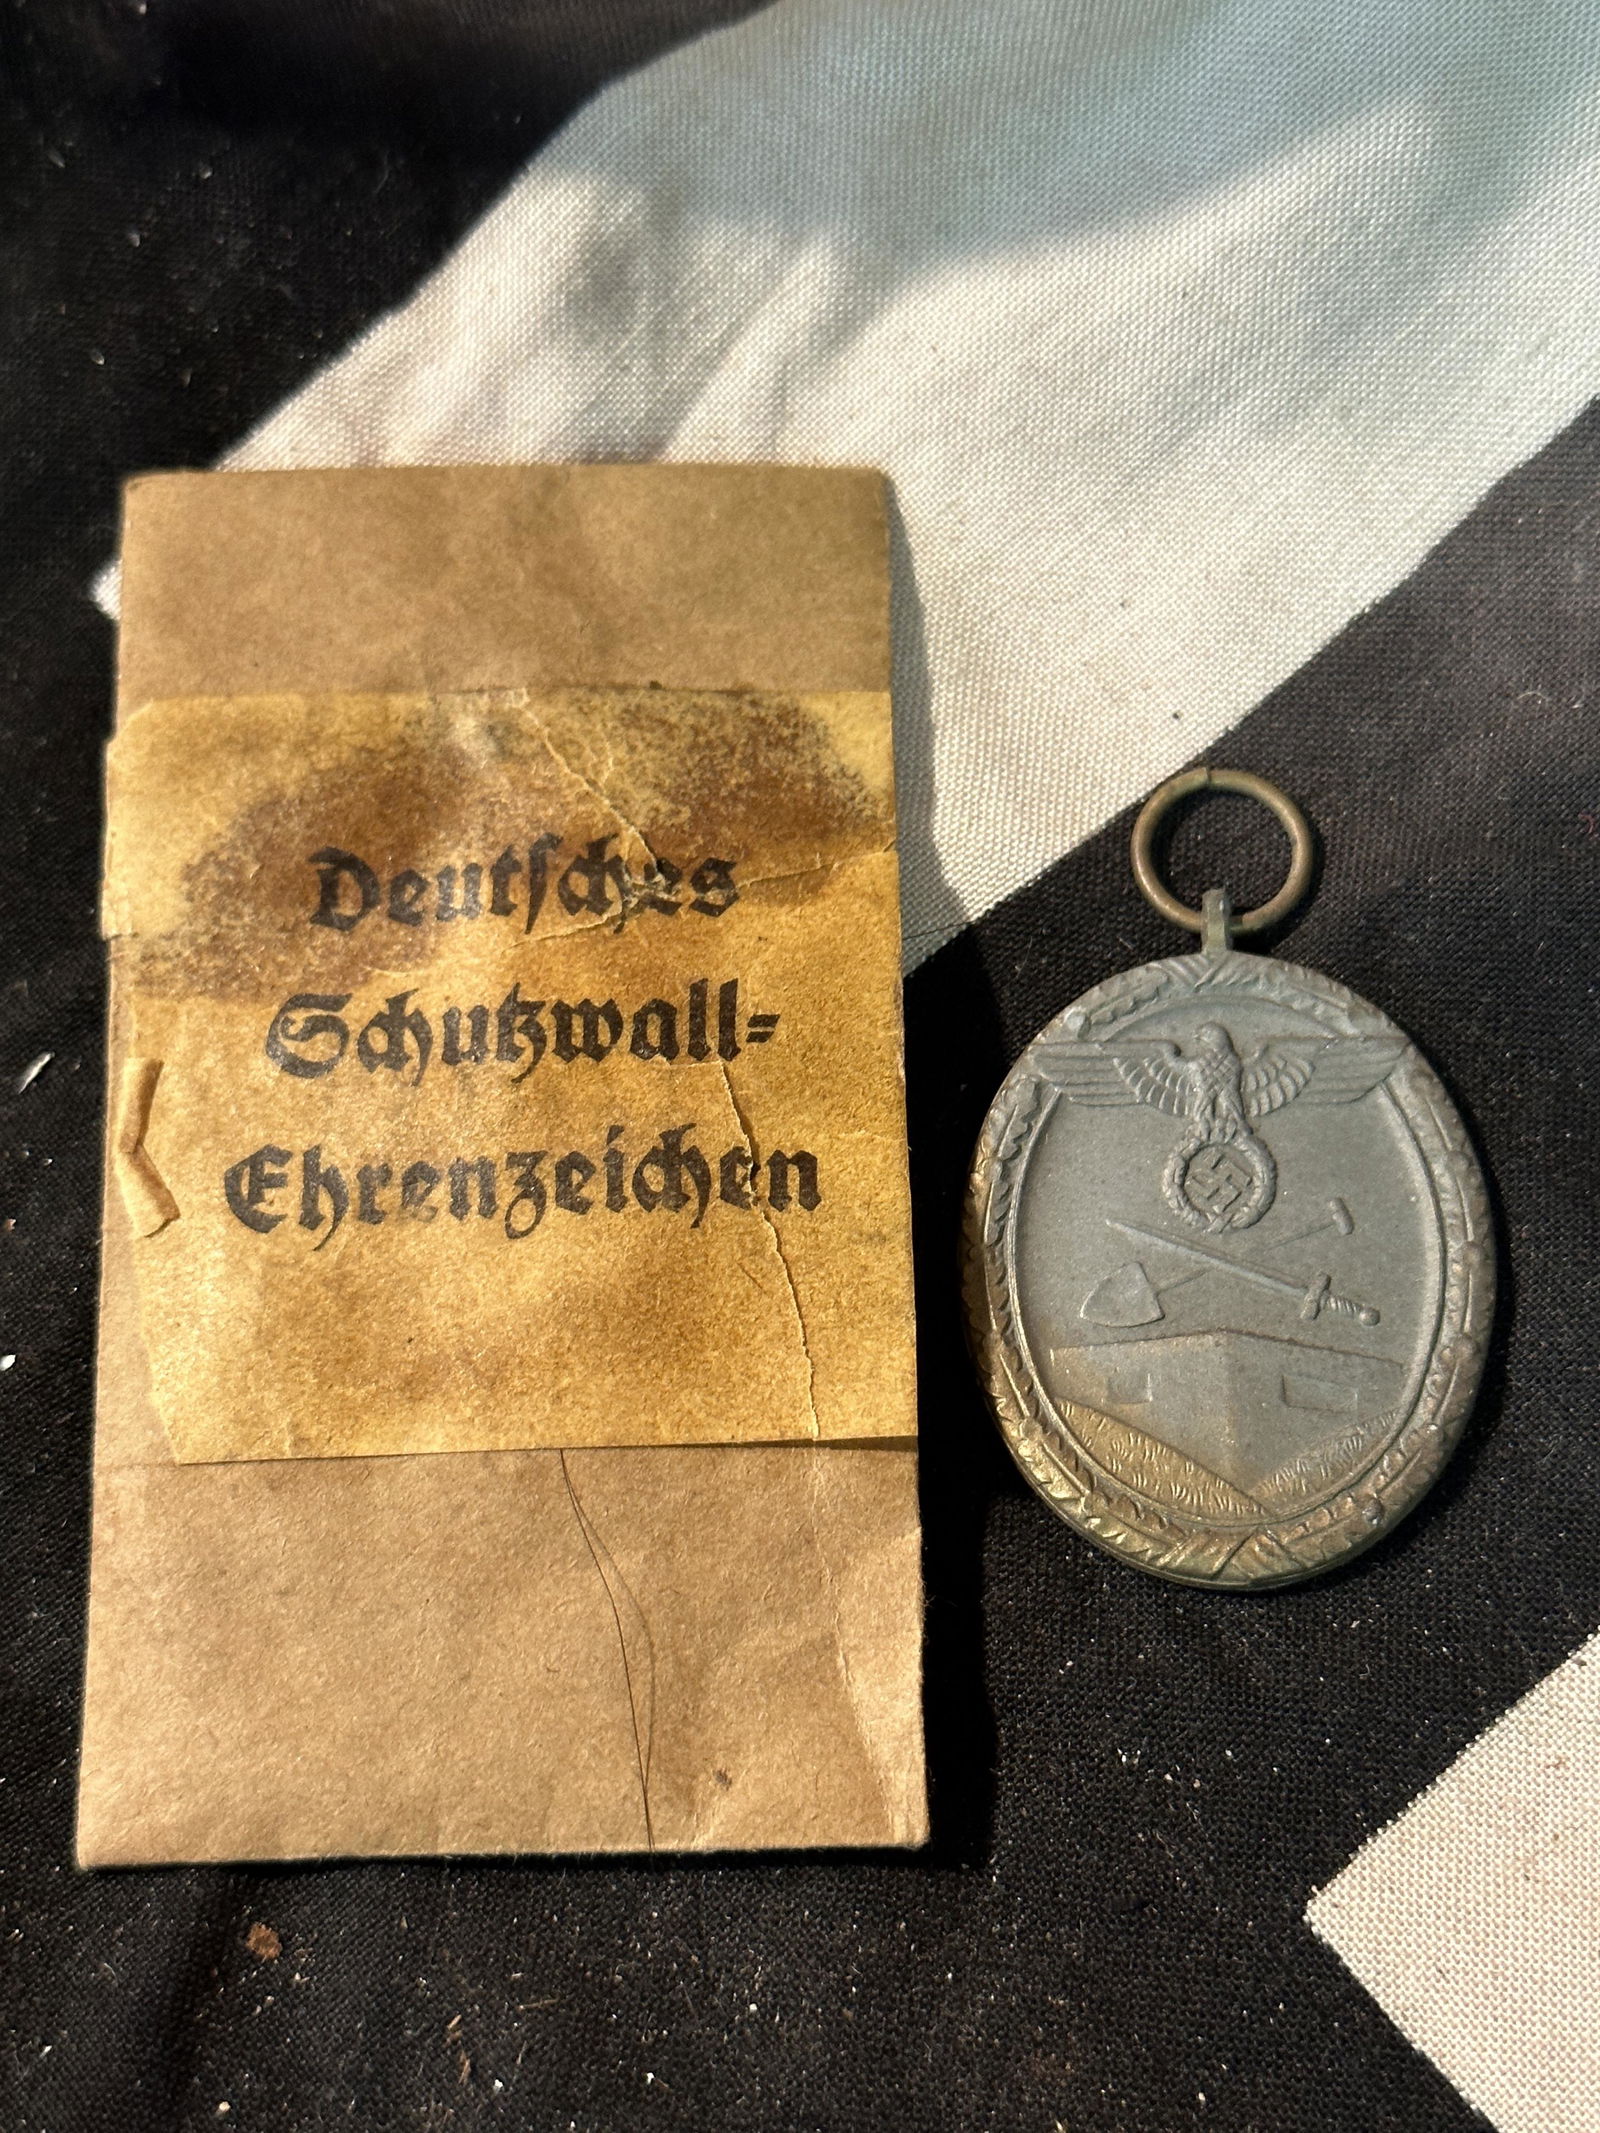 Deutſches
Schutzwall=
Ehrenzeichen